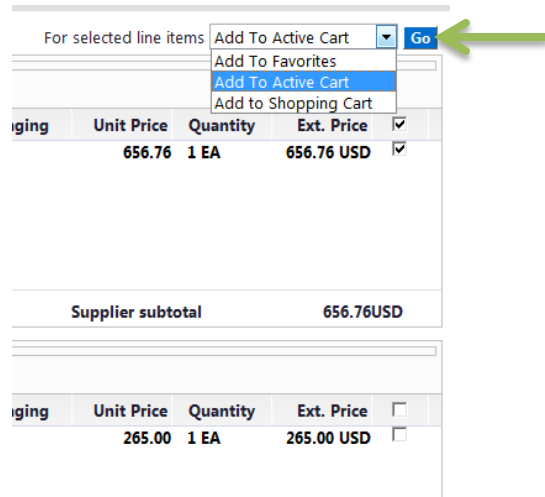 For selected line items Add To Active Cart Go
Add To Favorites
Add To Active Cart
Add to Shopping Cart
ging Unit Price Quantity Ext. Price
656.76 1 EA 656.76 USD
Supplier subtotal 656.76USD
ging Unit Price Quantity Ext. Price
265.00 1 EA 265.00 USD